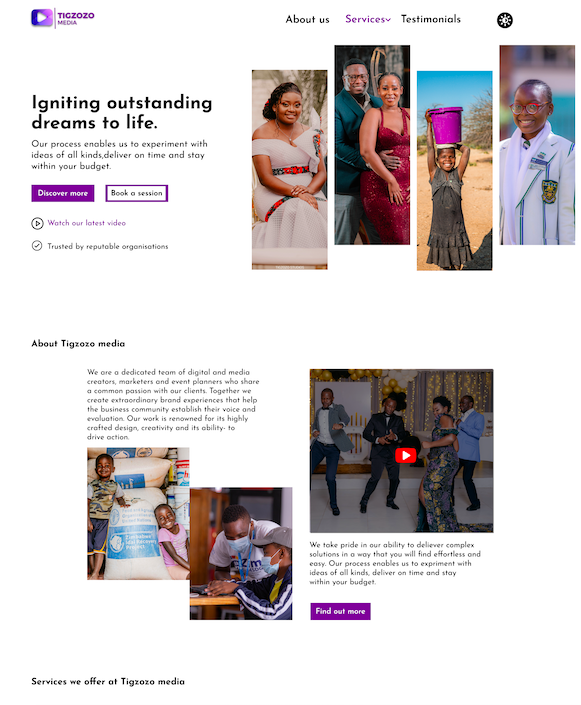 TIGZOZO
MEDIA
About us
Services
Testimonials
Igniting outstanding
dreams to life.
Our process enables us to experiment with
ideas of all kinds,deliver on time and stay
within your budget.
Discover more
Book a session
Watch our latest video
Trusted by reputable organisations
About Tigzozo media
We are a dedicated team of digital and media
creators, marketers and event planners who share
a common passion with our clients. Together we
create extraordinary brand experiences that help
the business community establish their voice and
evaluation. Our work is renowned for its highly
crafted design, creativity and its ability- to
drive action.
We take pride in our ability to deliever complex
solutions in a way that you will find effortless and
easy. Our process enables us to expriment with
ideas of all kinds, deliver on time and stay
within your budget.
Find out more
Services we offer at Tigzozo media